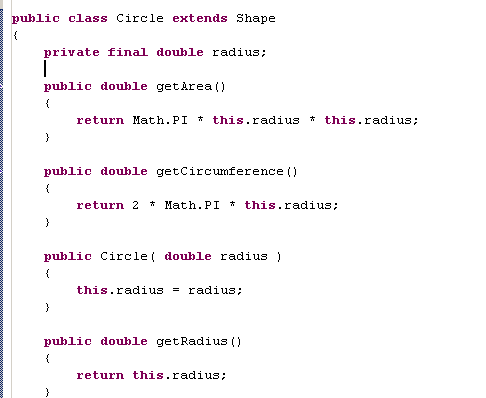 public class Circle extends Shape
{
    private final double radius;
    public double getArea()
    {
        return Math.PI * this.radius * this.radius;
    }
    public double getCircumference()
    {
        return 2 * Math.PI * this.radius;
    }
    public Circle( double radius )
    {
        this.radius = radius;
    }
    public double getRadius()
    {
        return this.radius;
    }